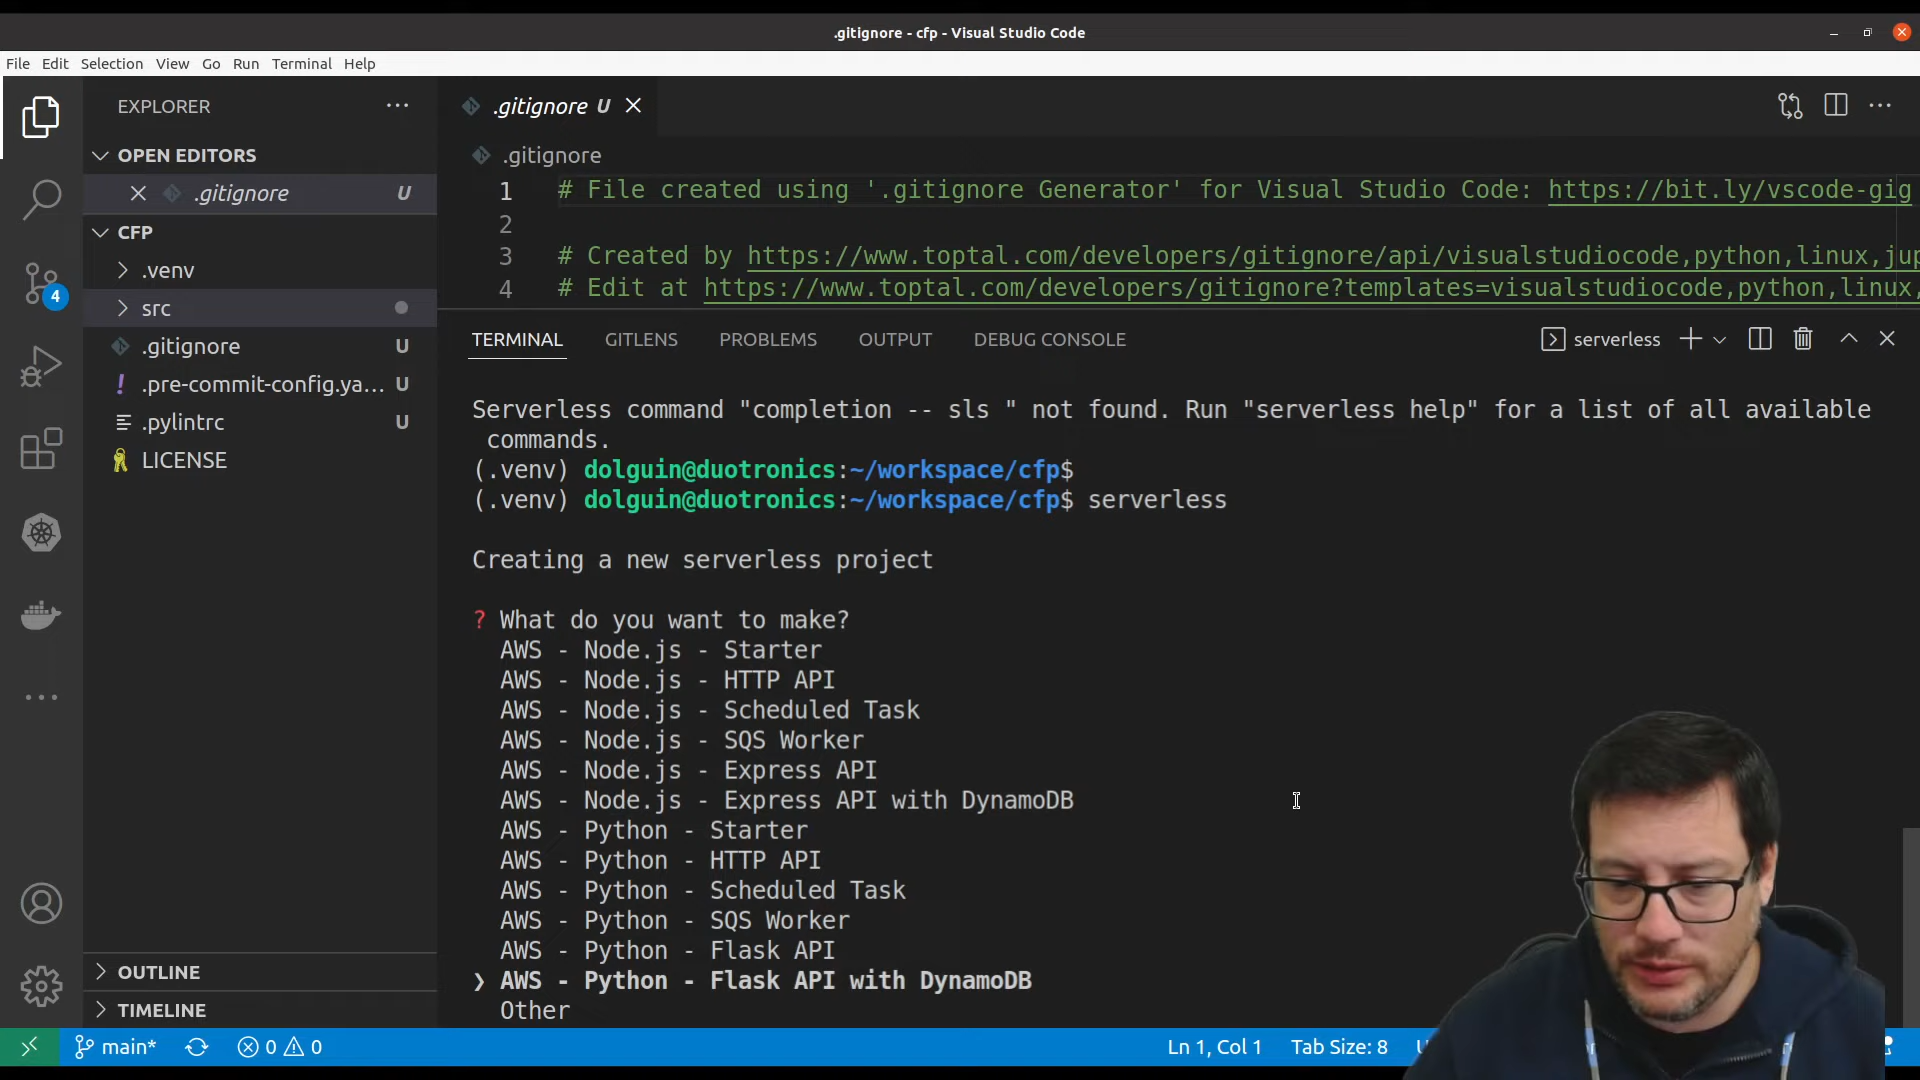 .gitignore - cfp - Visual Studio Code
File Edit Selection View Go Run Terminal Help
EXPLORER
.gitignore U
OPEN EDITORS
.gitignore
.gitignore U
# File created using '.gitignore Generator' for Visual Studio Code: https://bit.ly/vscode-gig
1
2
3
4
# Created by https://www.toptal.com/developers/gitignore/api/visualstudiocode,python,linux,jup
# Edit at https://www.toptal.com/developers/gitignore?templates=visualstudiocode,python,linux,
CFP
.venv
src
.gitignore U
.pre-commit-config.ya... U
.pylintrc U
LICENSE
4
TERMINAL GITLENS PROBLEMS OUTPUT DEBUG CONSOLE
serverless
Serverless command "completion -- sls " not found. Run "serverless help" for a list of all available
commands.
(.venv) dolguin@duotronics:~/workspace/cfp$
(.venv) dolguin@duotronics:~/workspace/cfp$ serverless
Creating a new serverless project
? What do you want to make?
AWS - Node.js - Starter
AWS - Node.js - HTTP API
AWS - Node.js - Scheduled Task
AWS - Node.js - SQS Worker
AWS - Node.js - Express API
AWS - Node.js - Express API with DynamoDB
AWS - Python - Starter
AWS - Python - HTTP API
AWS - Python - Scheduled Task
AWS - Python - SQS Worker
AWS - Python - Flask API
❯ AWS - Python - Flask API with DynamoDB
Other
OUTLINE
TIMELINE
main* 0 0
Ln 1, Col 1 Tab Size: 8